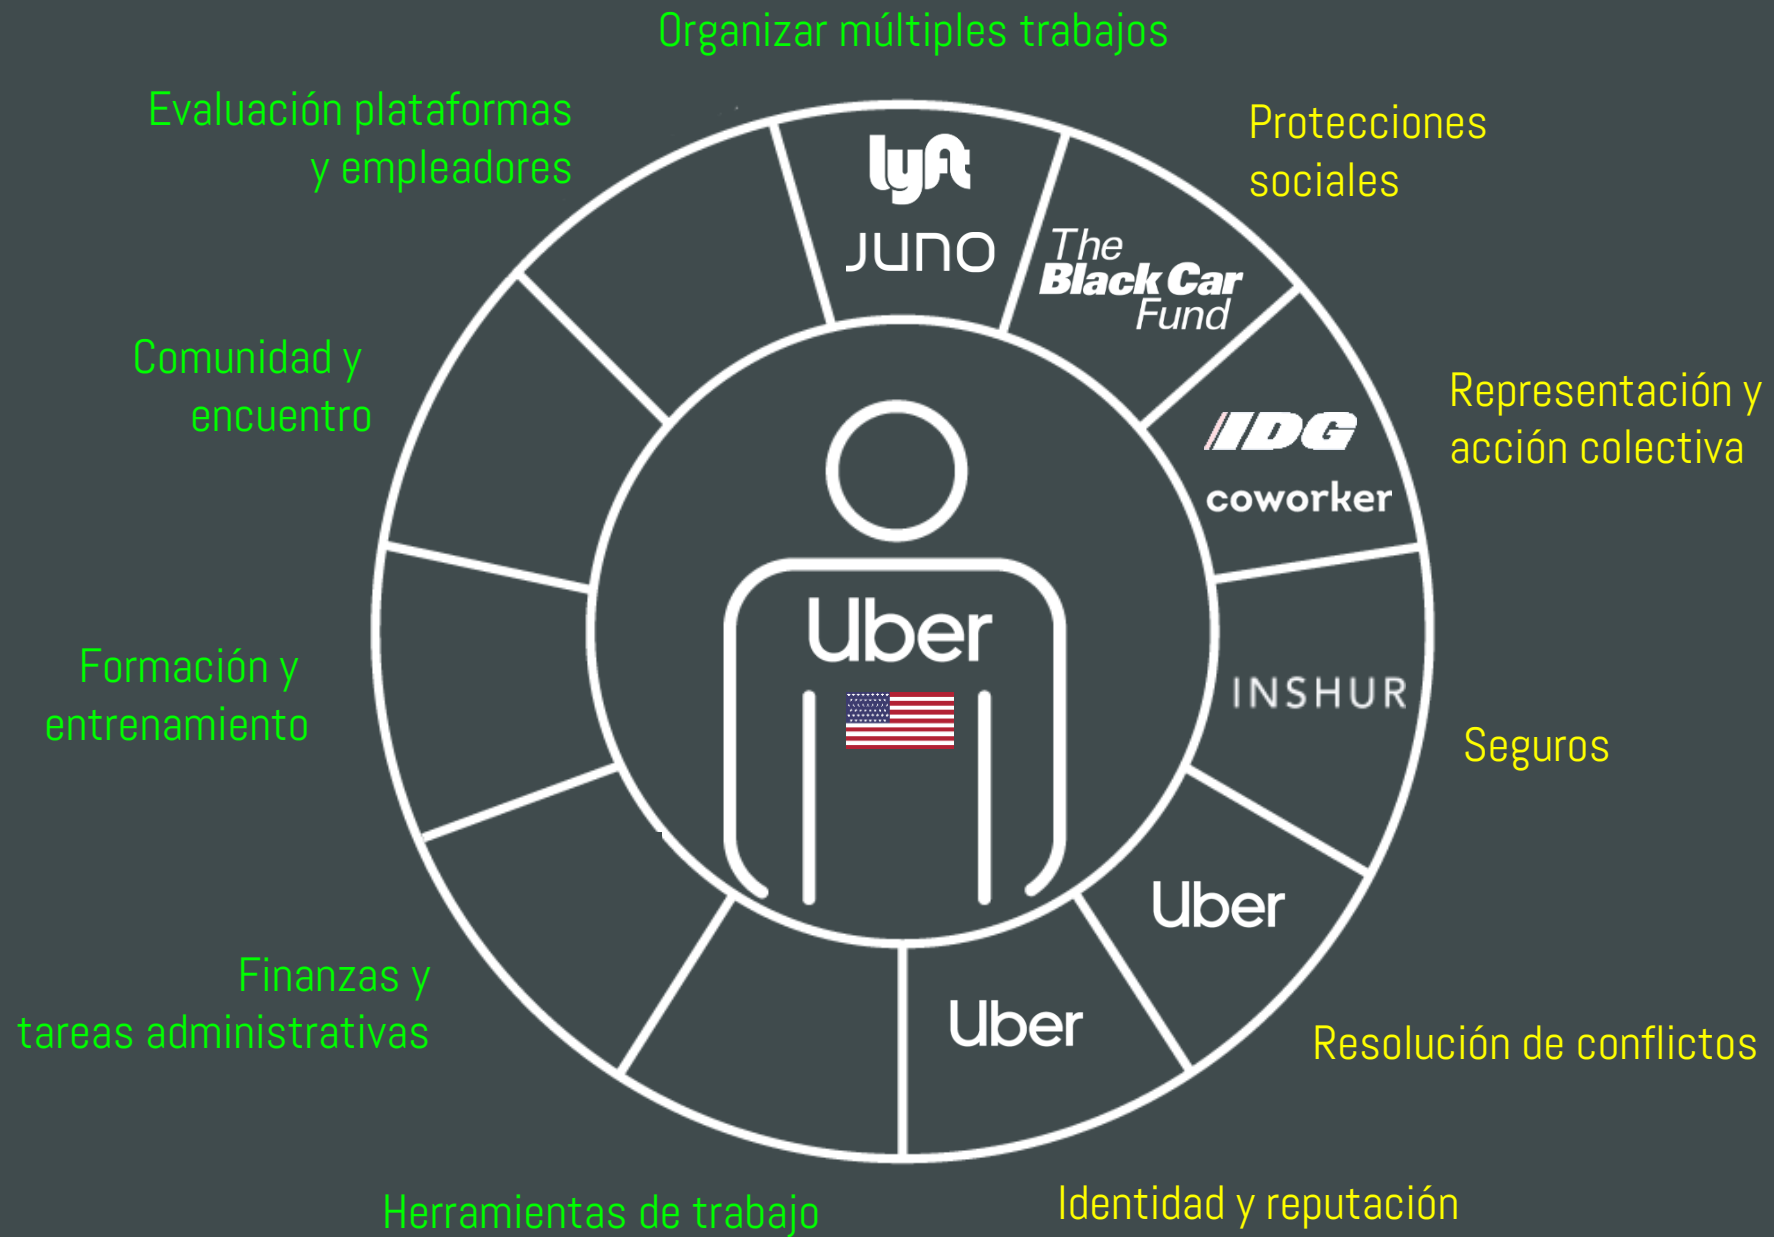 Organizar múltiples trabajos
Evaluación plataformas
y empleadores
Protecciones
sociales
lyft
JUNO
The
Black Car
Fund
Comunidad y
encuentro
Representación y
acción colectiva
IDG
coworker
Uber
INSHUR
Formación y
entrenamiento
Seguros
Uber
Uber
Finanzas y
tareas administrativas
Resolución de conflictos
Herramientas de trabajo
Identidad y reputación